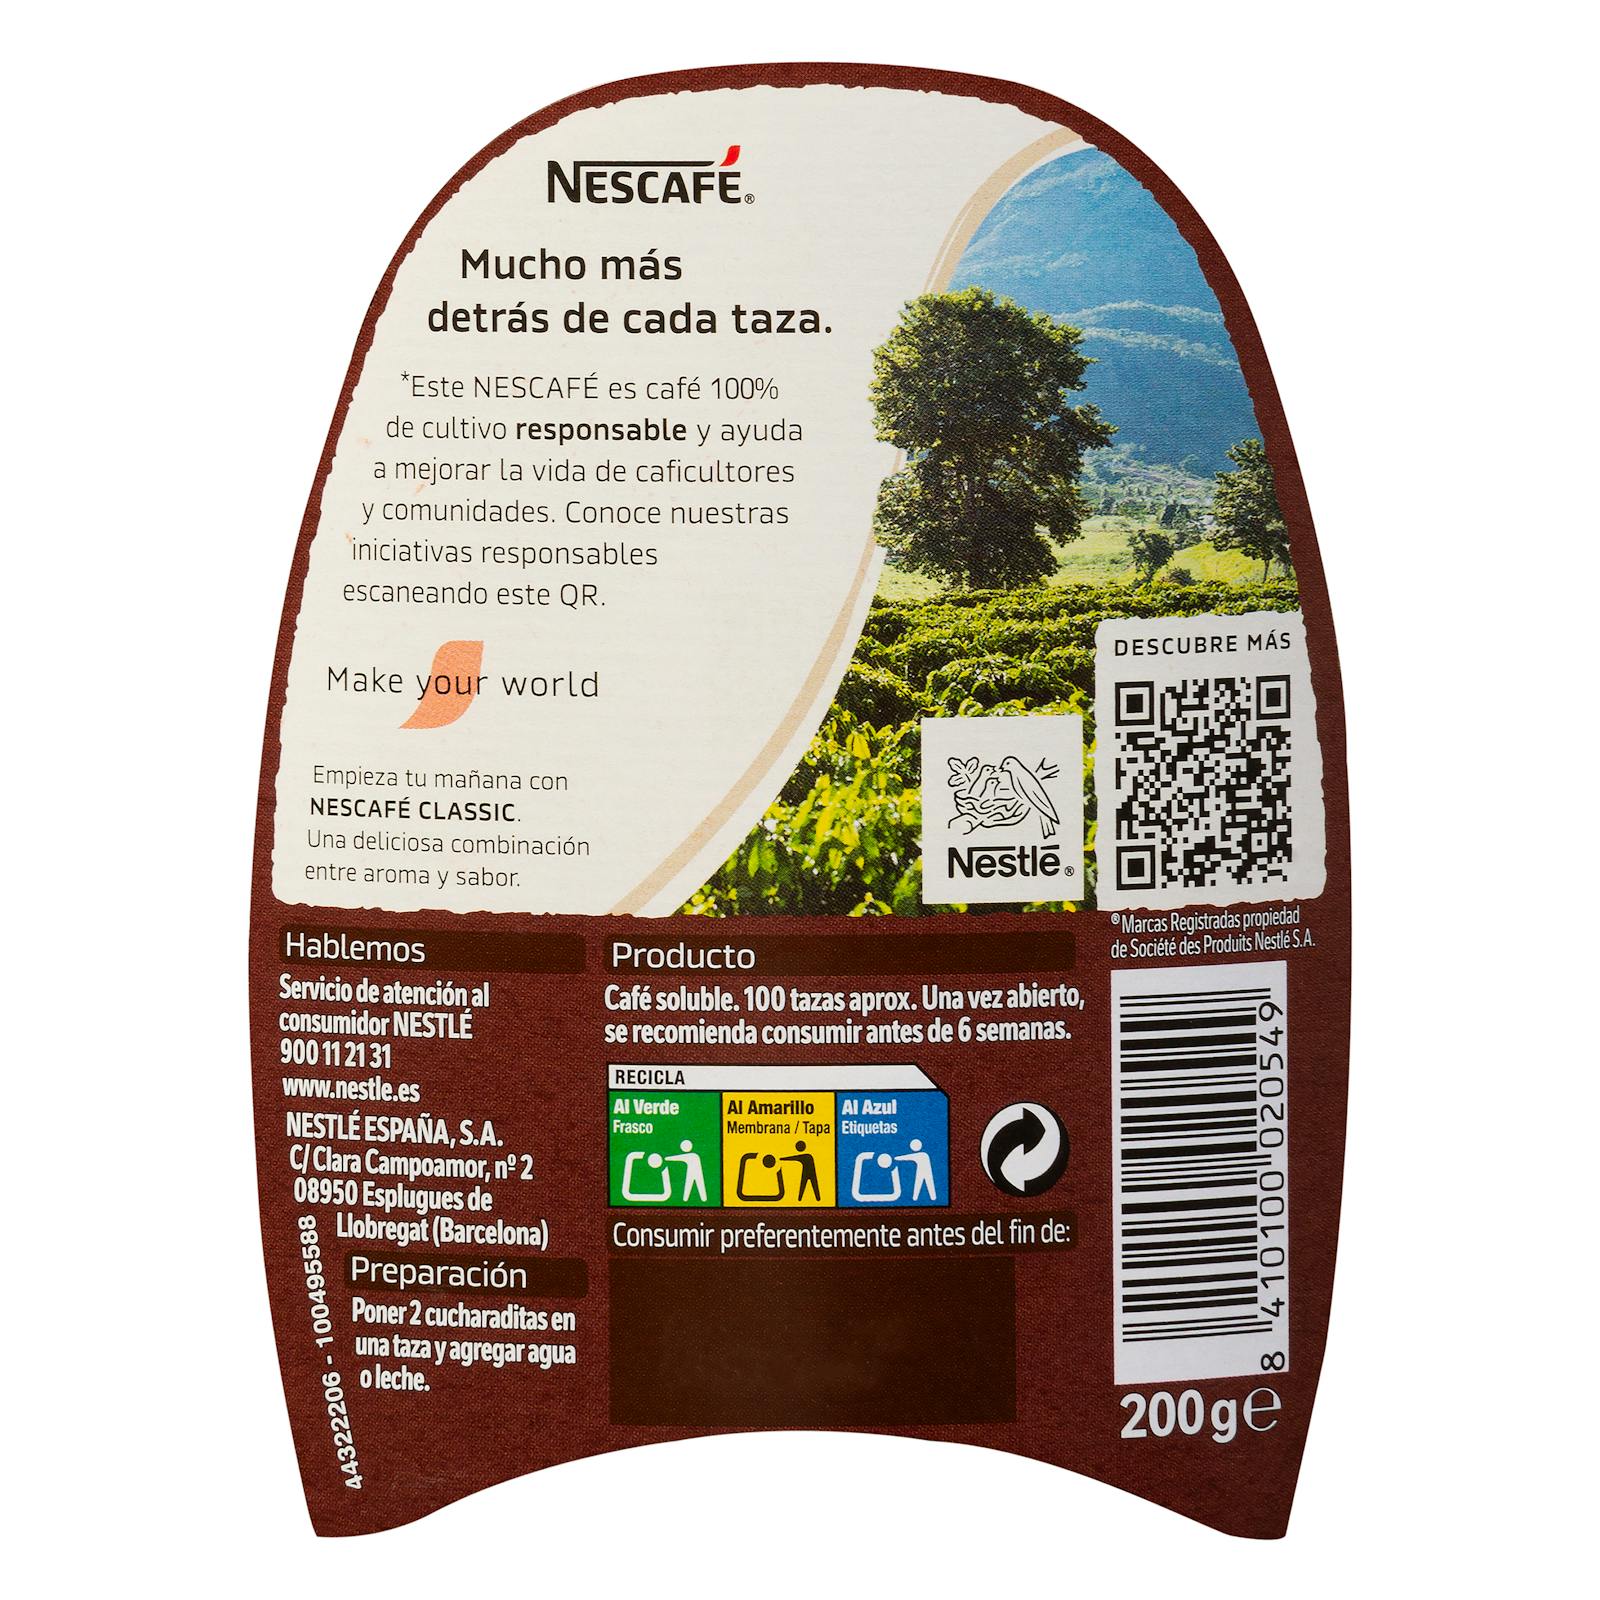 NESCAFÉ®
Mucho más
detrás de cada taza.
*Este NESCAFÉ es café 100%
de cultivo responsable y ayuda
a mejorar la vida de caficultores
y comunidades. Conoce nuestras
iniciativas responsables
escaneando este QR.
Make your world
Empieza tu mañana con
NESCAFÉ CLASSIC.
Una deliciosa combinación
entre aroma y sabor.
DESCUBRE MÁS
Nestlé®
®Marcas Registradas propiedad
de Société des Produits Nestlé S.A.
Hablemos
Servicio de atención al
consumidor NESTLÉ
900 11 21 31
www.nestle.es
NESTLÉ ESPAÑA, S.A.
C/ Clara Campoamor, nº 2
08950 Esplugues de
Llobregat (Barcelona)
Preparación
Poner 2 cucharaditas en
una taza y agregar agua
o leche.
44322206 - 100495588
Producto
Café soluble. 100 tazas aprox. Una vez abierto,
se recomienda consumir antes de 6 semanas.
RECICLA
Al Verde
Frasco
Al Amarillo
Membrana / Tapa
Al Azul
Etiquetas
Consumir preferentemente antes del fin de:
8 410100 020549
200 g e